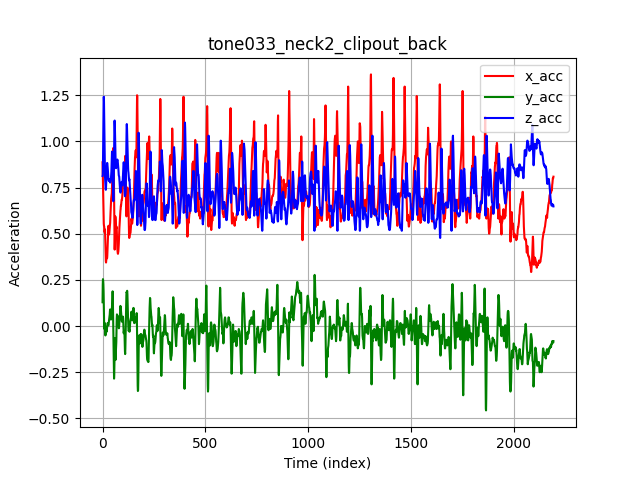 tone033_neck2_clipout_back
x_acc
y_acc
z_acc
1.25
1.00
0.75
0.50
0.25
0.00
−0.25
−0.50
Acceleration
0
500
1000
1500
2000
Time (index)